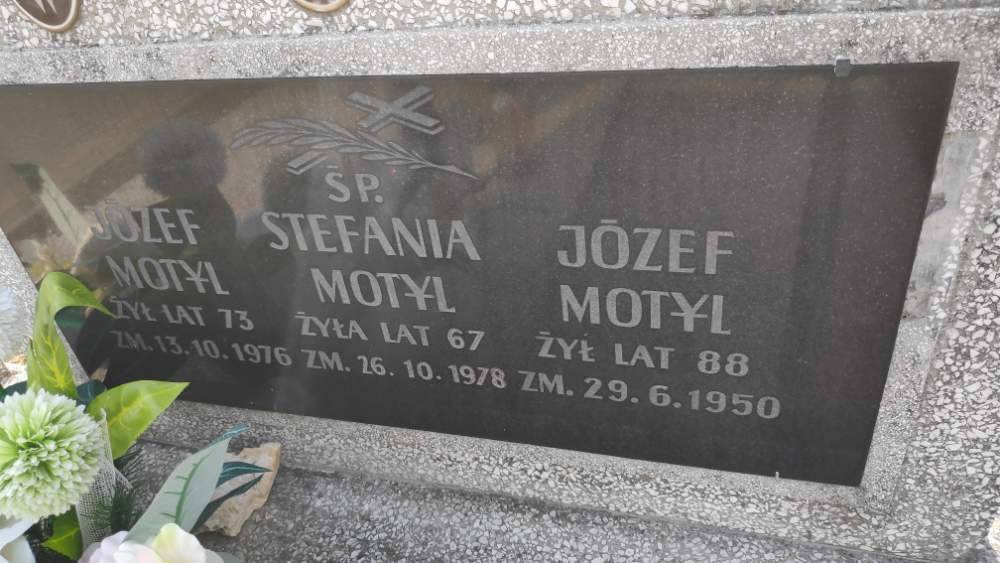 ŚP.
JÓZEF
MOTYL
ŻYŁ LAT 73
ZM. 13.10.1976
STEFANIA
MOTYL
ŻYŁA LAT 67
ZM. 26.10.1978
JÓZEF
MOTYL
ŻYŁ LAT 88
ZM. 29.6.1950